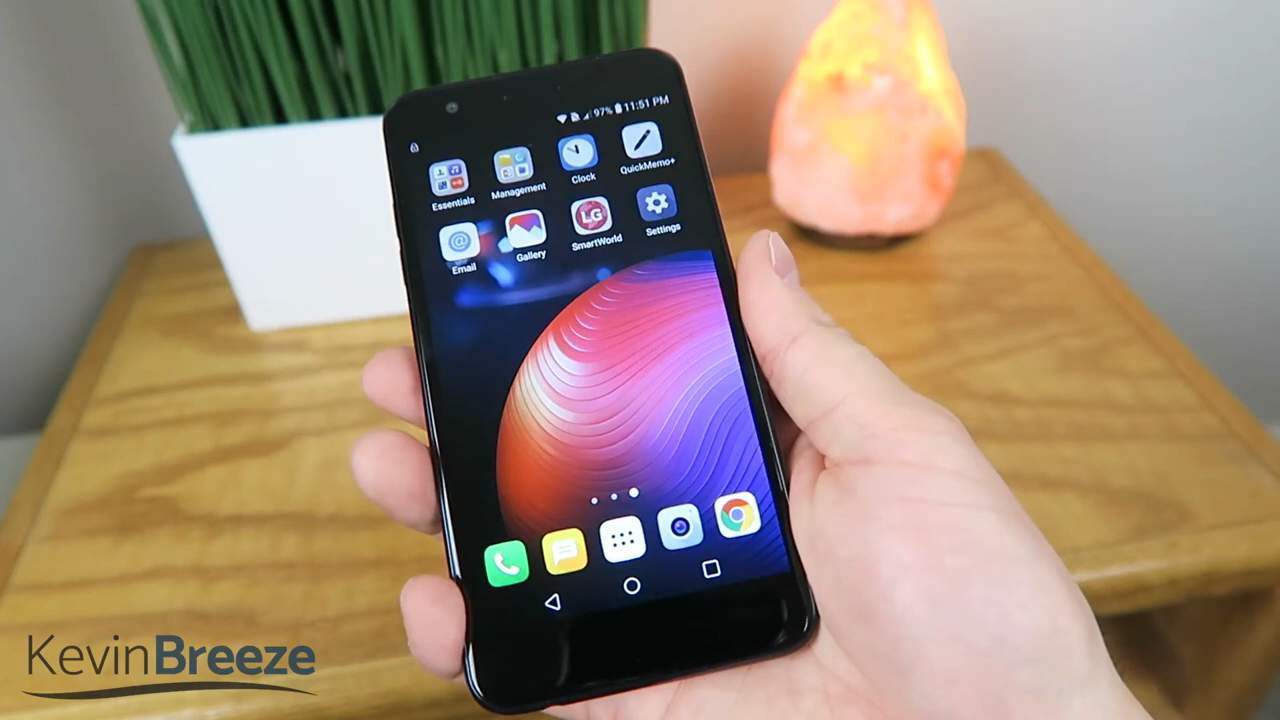 97% 11:51 PM
Essentials
Management
Clock
QuickMemo+
@
Email
Gallery
LG
SmartWorld
Settings
KevinBreeze